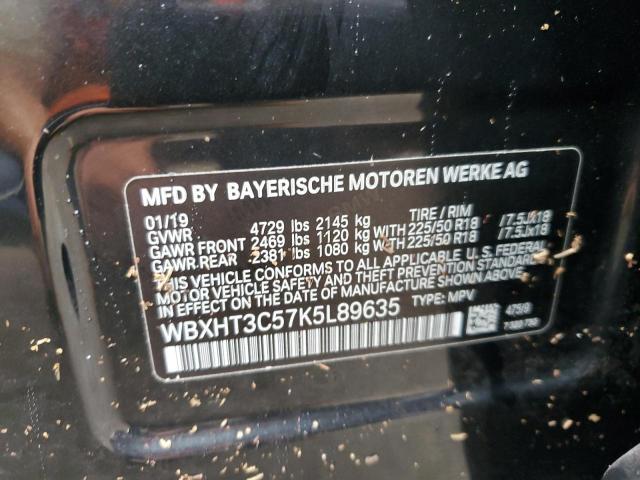 MFD BY BAYERISCHE MOTOREN WERKE AG
01/19 TIRE / RIM
GVWR 4729 lbs 2145 kg
GAWR FRONT 2469 lbs 1120 kg WITH 225/50 R18 /7.5Jx18
GAWR REAR 2381 lbs 1080 kg WITH 225/50 R18 /7.5Jx18
THIS VEHICLE CONFORMS TO ALL APPLICABLE U.S. FEDERAL
MOTOR VEHICLE SAFETY AND THEFT PREVENTION STANDARDS
IN EFFECT ON THE DATE OF MANUFACTURE SHOWN ABOVE.
WBXHT3C57K5L89635 TYPE: MPV